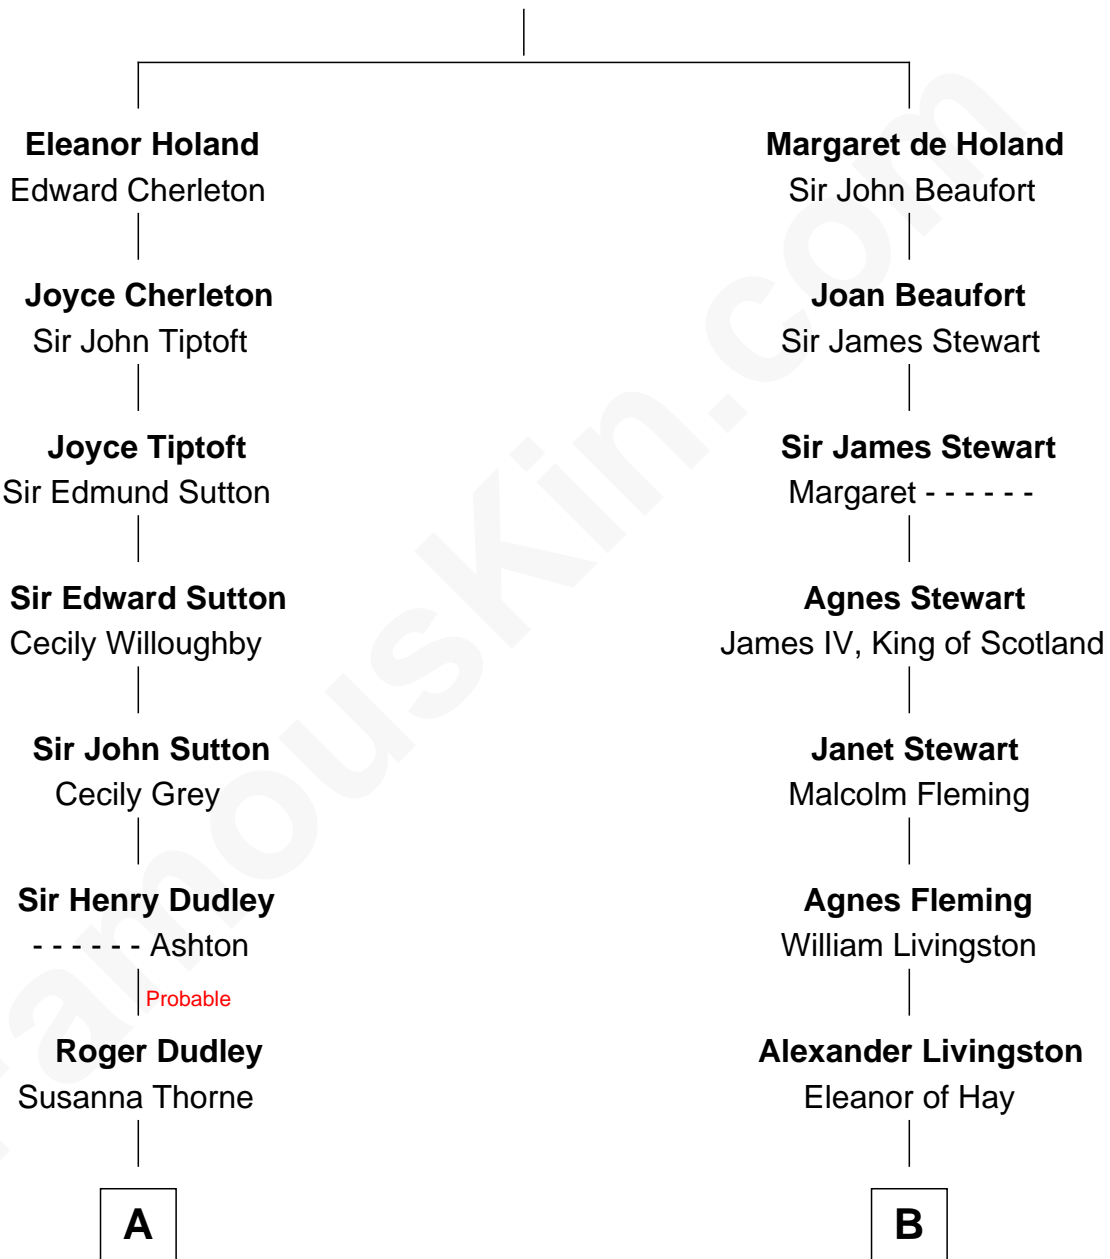 Eleanor Holand
Edward Cherleton
Joyce Cherleton
Sir John Tiptoft
Joyce Tiptoft
Sir Edmund Sutton
Sir Edward Sutton
Cecily Willoughby
Sir John Sutton
Cecily Grey
Sir Henry Dudley
- - - - - - Ashton
Probable
Roger Dudley
Susanna Thorne
A
Margaret de Holand
Sir John Beaufort
Joan Beaufort
Sir James Stewart
Sir James Stewart
Margaret - - - - - -
Agnes Stewart
James IV, King of Scotland
Janet Stewart
Malcolm Fleming
Agnes Fleming
William Livingston
Alexander Livingston
Eleanor of Hay
B
FamousKin.com